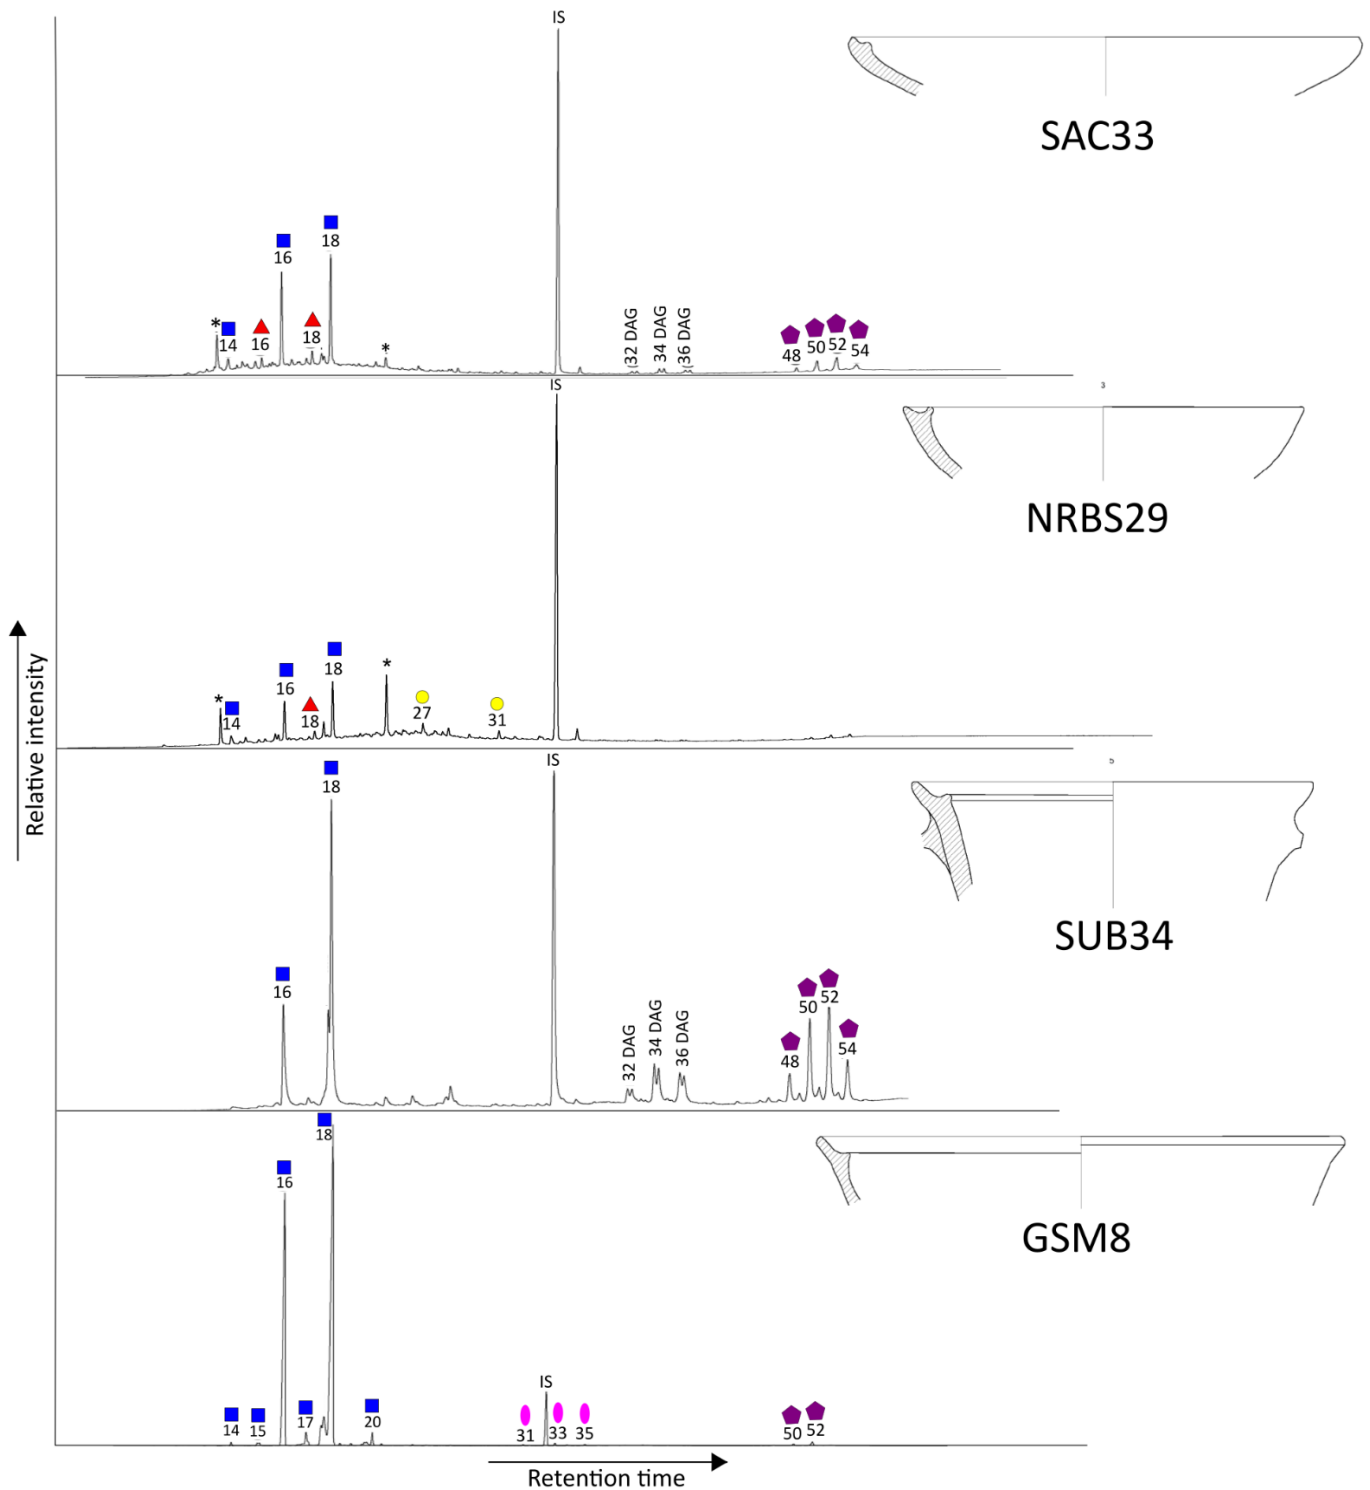 IS
SAC33
18
16
* 14 16 18 *
32 DAG
34 DAG
36 DAG
48 50 52 54
IS
3
NRBS29
18
16
* 14 18 * 27 31
IS
SUB34
18
16
32 DAG
34 DAG
36 DAG
48 50 52 54
GSM8
18
16
IS
14 15 17 20 31 33 35 50 52
Relative intensity
Retention time